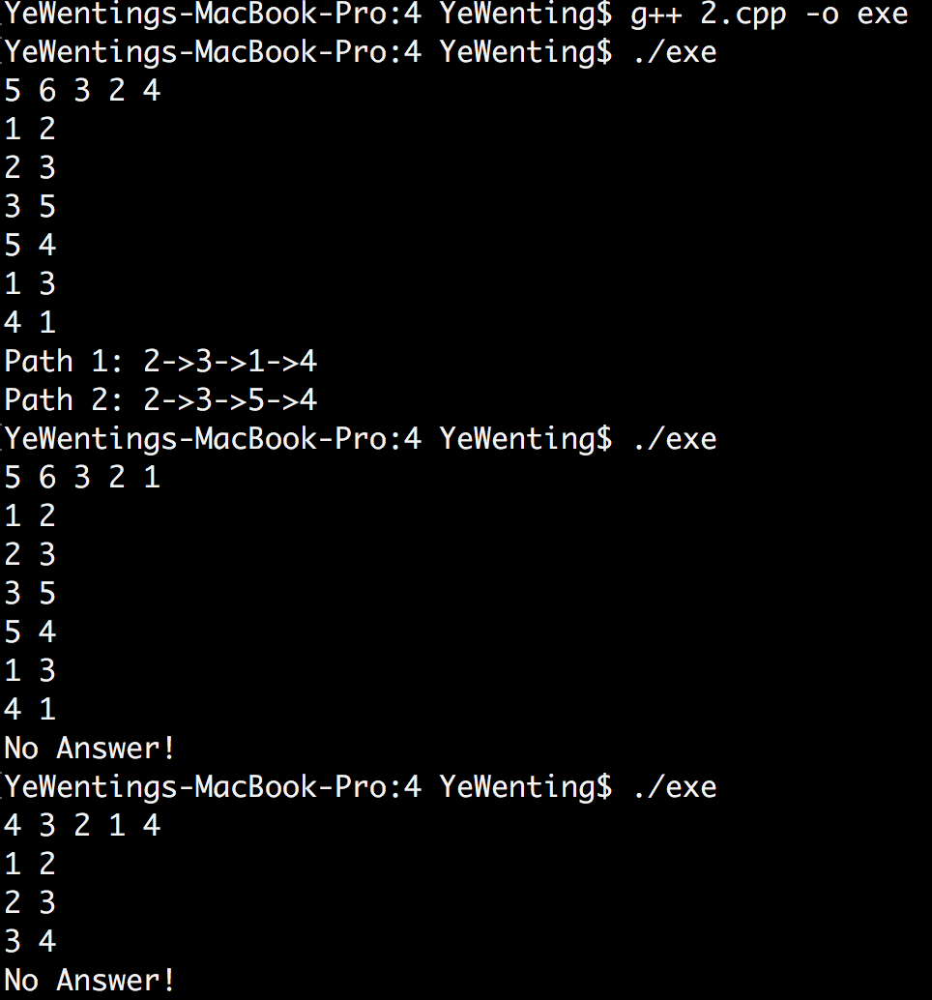 YeWentings-MacBook-Pro:4 YeWenting$ g++ 2.cpp -o exe
YeWentings-MacBook-Pro:4 YeWenting$ ./exe
5 6 3 2 4
1 2
2 3
3 5
5 4
1 3
4 1
Path 1: 2->3->1->4
Path 2: 2->3->5->4
YeWentings-MacBook-Pro:4 YeWenting$ ./exe
5 6 3 2 1
1 2
2 3
3 5
5 4
1 3
4 1
No Answer!
YeWentings-MacBook-Pro:4 YeWenting$ ./exe
4 3 2 1 4
1 2
2 3
3 4
No Answer!